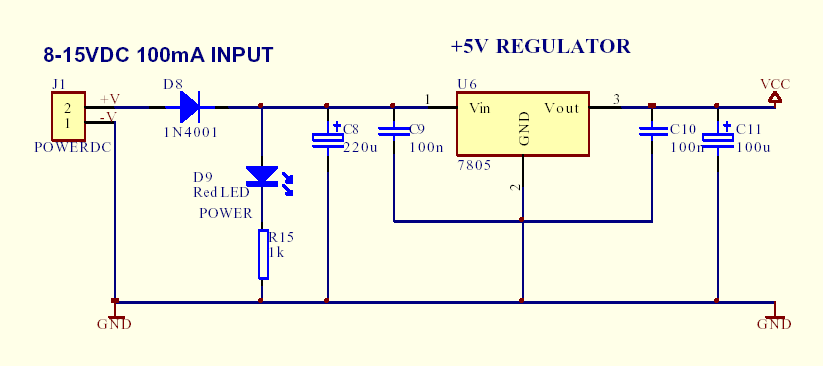 8-15VDC 100mA INPUT
+5V REGULATOR
J1
D8
U6
VCC
2
+V
1
Vin
Vout
3
1
-V
1N4001
GND
C8
220u
C9
100n
C10
100n
C11
100u
POWERDC
7805
2
D9
Red LED
POWER
R15
1k
GND
GND